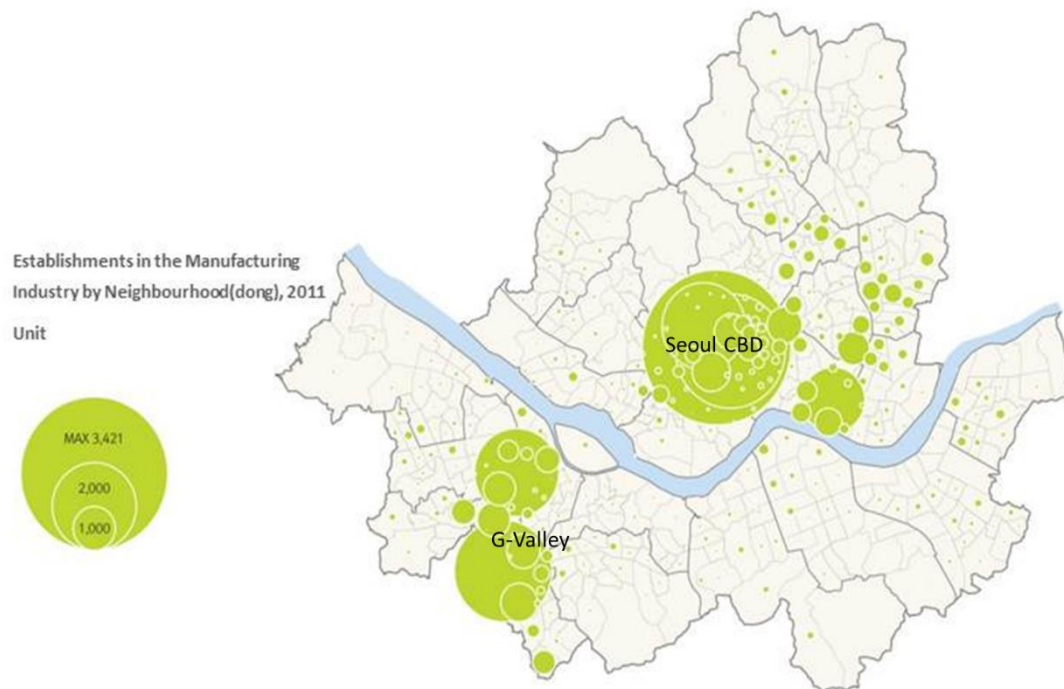 Establishments in the Manufacturing
Industry by Neighbourhood(dong), 2011
Unit
MAX 3,421
2,000
1,000
Seoul CBD
G-Valley